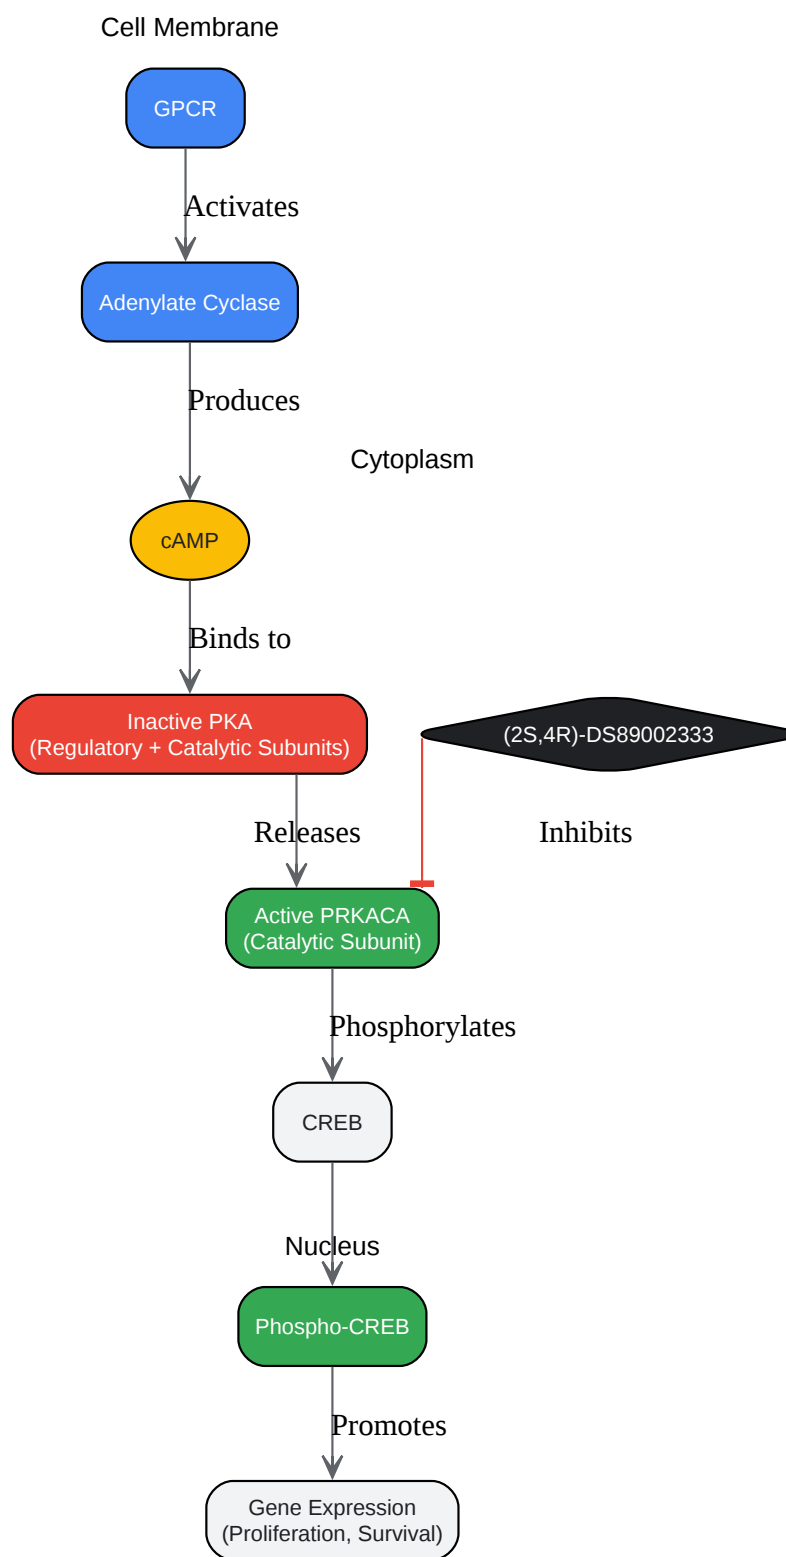 Cell Membrane
GPCR
Activates
Adenylate Cyclase
Produces
Cytoplasm
cAMP
Binds to
Inactive PKA
(Regulatory + Catalytic Subunits)
(2S,4R)-DS89002333
Releases
Inhibits
Active PRKACA
(Catalytic Subunit)
Phosphorylates
CREB
Nucleus
Phospho-CREB
Promotes
Gene Expression
(Proliferation, Survival)